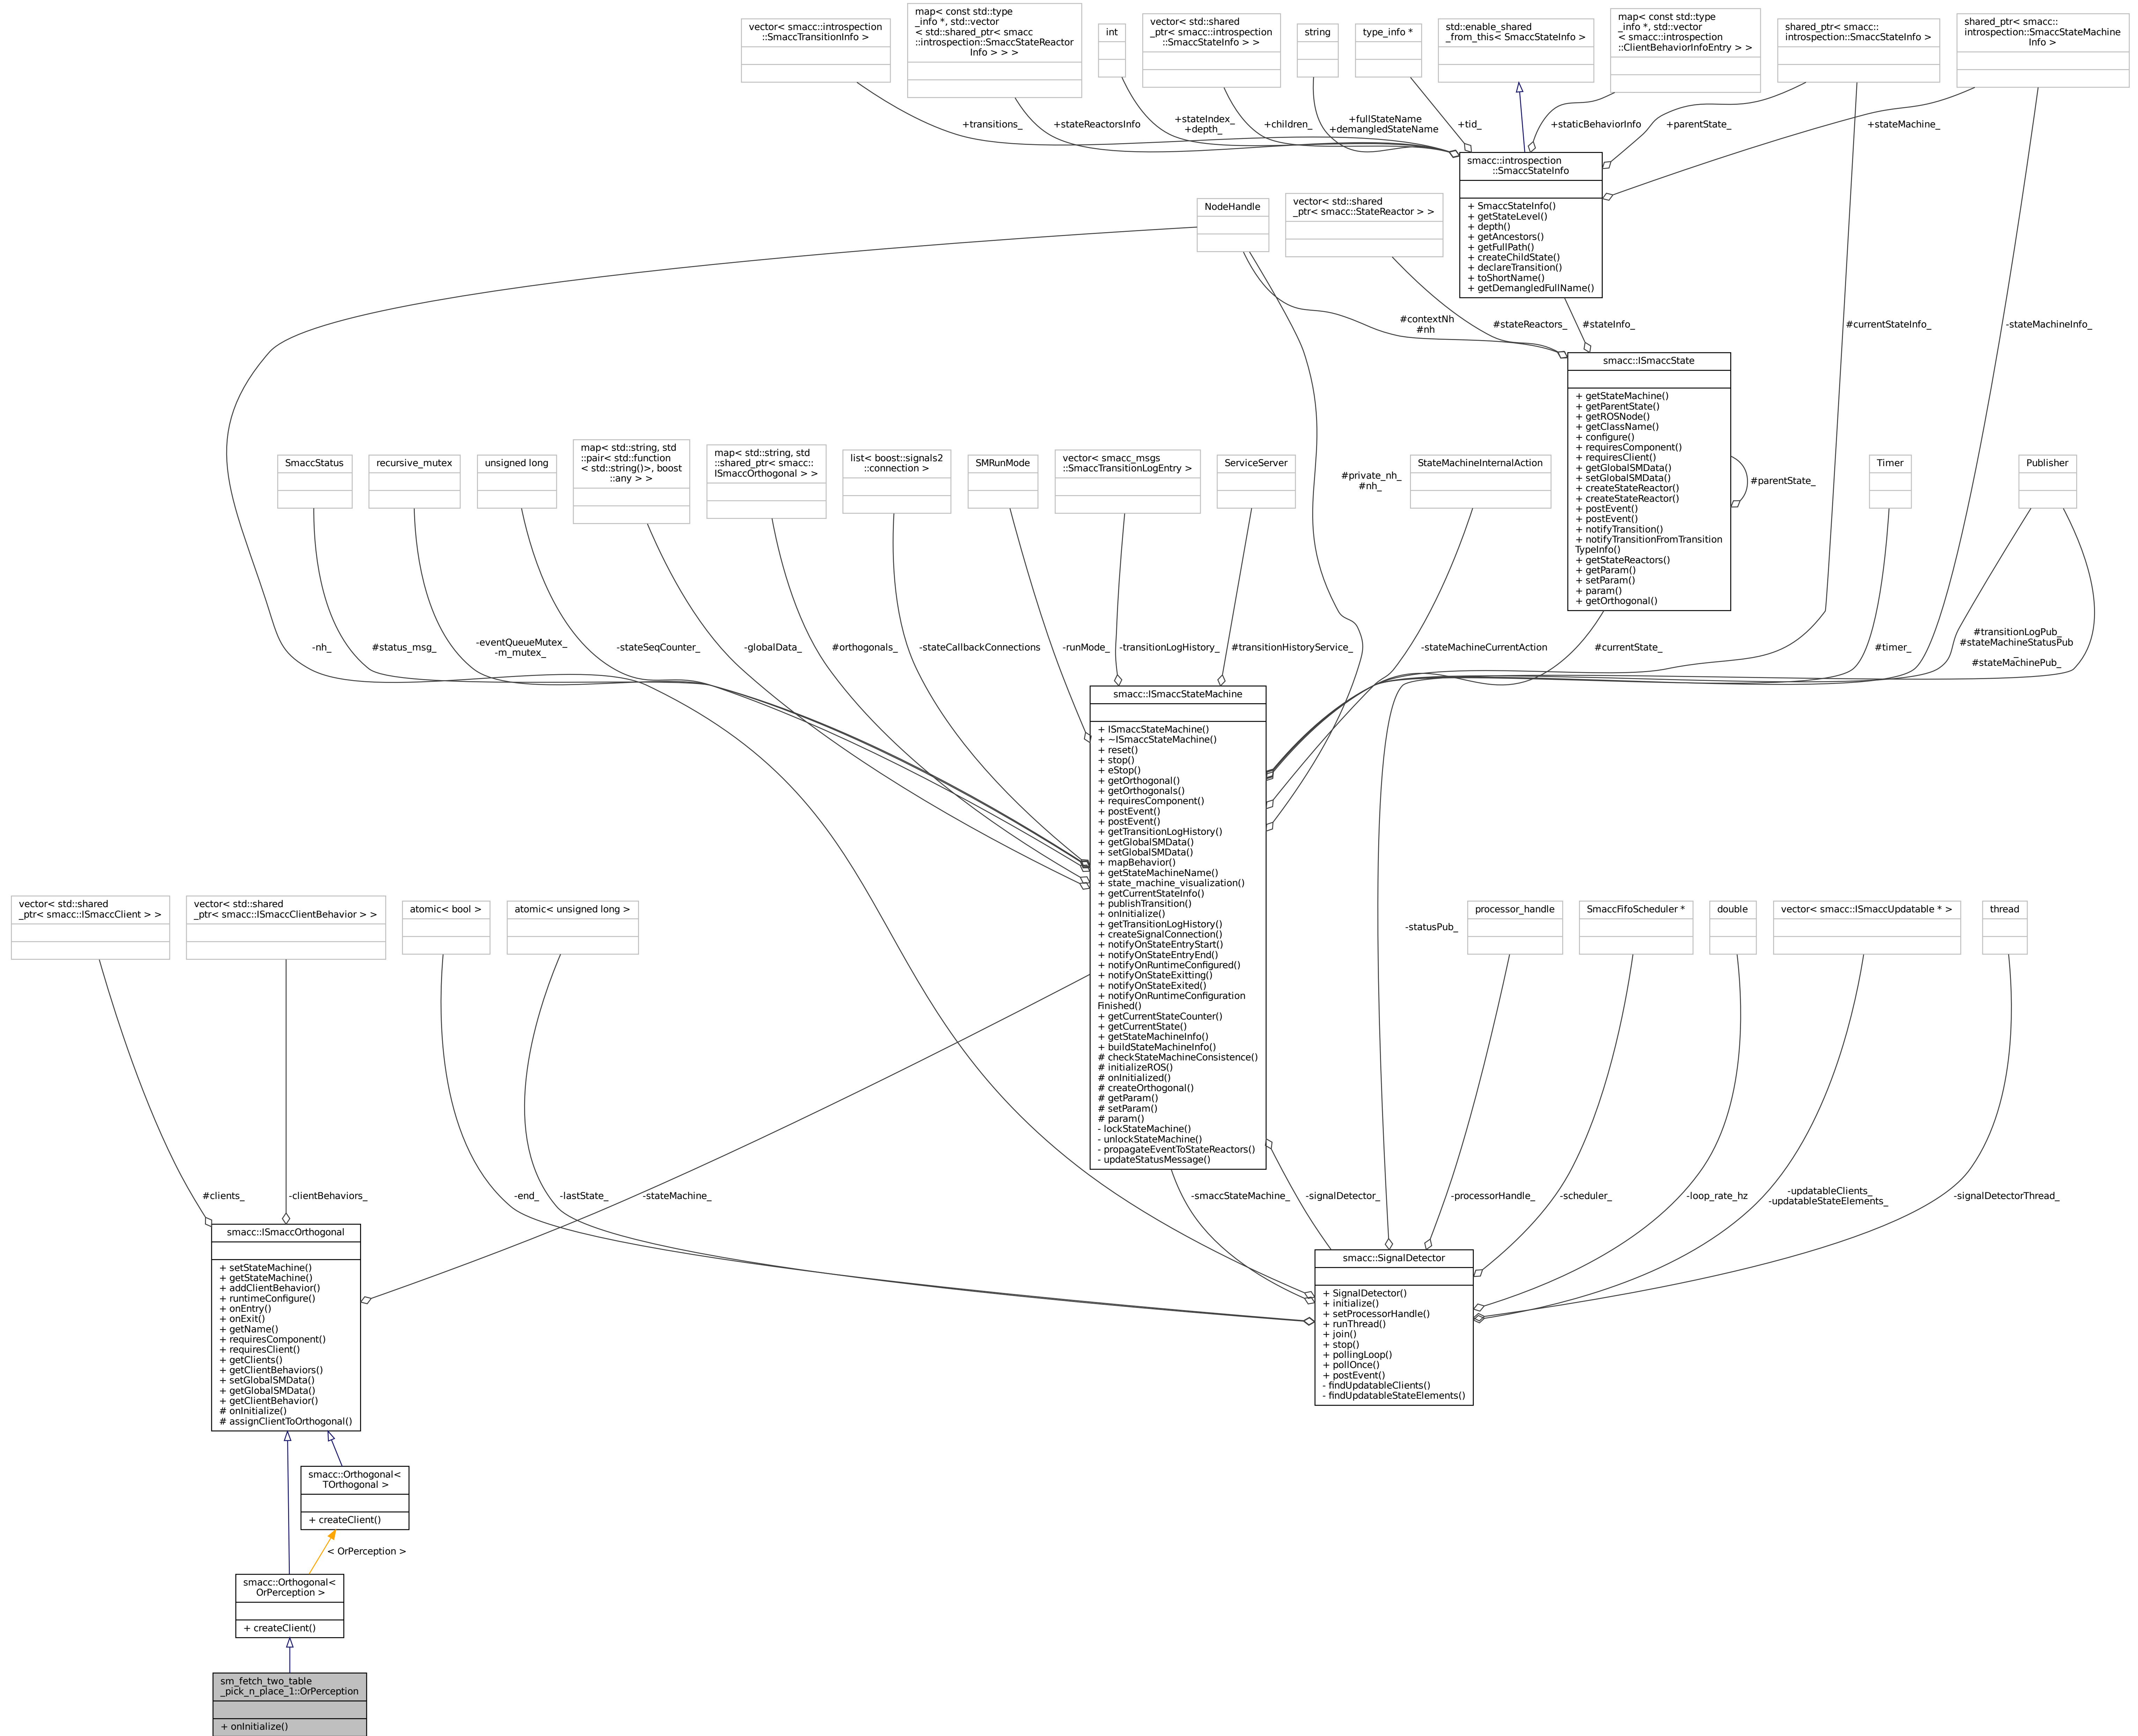 vector< smacc::introspection
::SmaccTransitionInfo >
map< const std::type
_info *, std::vector
< std::shared_ptr< smacc
::introspection::SmaccStateReactor
Info > > >
int
vector< std::shared
_ptr< smacc::introspection
::SmaccStateInfo > >
string
type_info *
std::enable_shared
_from_this< SmaccStateInfo >
map< const std::type
_info *, std::vector
< smacc::introspection
::ClientBehaviorInfoEntry > >
shared_ptr< smacc::
introspection::SmaccStateInfo >
shared_ptr< smacc::
introspection::SmaccStateMachine
Info >
+transitions_
+stateReactorsInfo
+stateIndex_
+depth_
+children_
+fullStateName
+demangledStateName
+tid_
+staticBehaviorInfo
+parentState_
+stateMachine_
smacc::introspection
::SmaccStateInfo
+ SmaccStateInfo()
+ getStateLevel()
+ depth()
+ getAncestors()
+ getFullPath()
+ createChildState()
+ declareTransition()
+ toShortName()
+ getDemangledFullName()
NodeHandle
vector< std::shared
_ptr< smacc::StateReactor > >
#contextNh
#nh
#stateReactors_
#stateInfo_
#currentStateInfo_
-stateMachineInfo_
smacc::ISmaccState
+ getStateMachine()
+ getParentState()
+ getROSNode()
+ getClassName()
+ configure()
+ requiresComponent()
+ requiresClient()
+ getGlobalSMData()
+ setGlobalSMData()
+ createStateReactor()
+ createStateReactor()
+ postEvent()
+ postEvent()
+ notifyTransition()
+ notifyTransitionFromTransition
TypeInfo()
+ getStateReactors()
+ getParam()
+ setParam()
+ param()
+ getOrthogonal()
#parentState_
SmaccStatus
recursive_mutex
unsigned long
map< std::string, std
::pair< std::function
< std::string()>, boost
::any > >
map< std::string, std
::shared_ptr< smacc::
ISmaccOrthogonal > >
list< boost::signals2
::connection >
SMRunMode
vector< smacc_msgs
::SmaccTransitionLogEntry >
ServiceServer
#private_nh_
#nh_
StateMachineInternalAction
Timer
Publisher
-nh_
#status_msg_
-eventQueueMutex_
-m_mutex_
-stateSeqCounter_
-globalData_
#orthogonals_
-stateCallbackConnections
-runMode_
-transitionLogHistory_
#transitionHistoryService_
-stateMachineCurrentAction
#currentState_
#timer_
#transitionLogPub_
#stateMachineStatusPub
_
#stateMachinePub_
smacc::ISmaccStateMachine
+ ISmaccStateMachine()
+ ~ISmaccStateMachine()
+ reset()
+ stop()
+ eStop()
+ getOrthogonal()
+ getOrthogonals()
+ requiresComponent()
+ postEvent()
+ postEvent()
+ getTransitionLogHistory()
+ getGlobalSMData()
+ setGlobalSMData()
+ mapBehavior()
+ getStateMachineName()
+ state_machine_visualization()
+ getCurrentStateInfo()
+ publishTransition()
+ onInitialize()
+ getTransitionLogHistory()
+ createSignalConnection()
+ notifyOnStateEntryStart()
+ notifyOnStateEntryEnd()
+ notifyOnRuntimeConfigured()
+ notifyOnStateExitting()
+ notifyOnStateExited()
+ notifyOnRuntimeConfiguration
Finished()
+ getCurrentStateCounter()
+ getCurrentState()
+ getStateMachineInfo()
+ buildStateMachineInfo()
# checkStateMachineConsistence()
# initializeROS()
# onInitialized()
# createOrthogonal()
# getParam()
# setParam()
# param()
- lockStateMachine()
- unlockStateMachine()
- propagateEventToStateReactors()
- updateStatusMessage()
vector< std::shared
_ptr< smacc::ISmaccClient > >
vector< std::shared
_ptr< smacc::ISmaccClientBehavior > >
atomic< bool >
atomic< unsigned long >
-statusPub_
processor_handle
SmaccFifoScheduler *
double
vector< smacc::ISmaccUpdatable * >
thread
#clients_
-clientBehaviors_
-end_
-lastState_
-stateMachine_
-smaccStateMachine_
-signalDetector_
-processorHandle_
-scheduler_
-loop_rate_hz
-updatableClients_
-updatableStateElements_
-signalDetectorThread_
smacc::ISmaccOrthogonal
+ setStateMachine()
+ getStateMachine()
+ addClientBehavior()
+ runtimeConfigure()
+ onEntry()
+ onExit()
+ getName()
+ requiresComponent()
+ requiresClient()
+ getClients()
+ getClientBehaviors()
+ setGlobalSMData()
+ getGlobalSMData()
+ getClientBehavior()
# onInitialize()
# assignClientToOrthogonal()
smacc::SignalDetector
+ SignalDetector()
+ initialize()
+ setProcessorHandle()
+ runThread()
+ join()
+ stop()
+ pollingLoop()
+ pollOnce()
+ postEvent()
- findUpdatableClients()
- findUpdatableStateElements()
smacc::Orthogonal<
TOrthogonal >
+ createClient()
< OrPerception >
smacc::Orthogonal<
OrPerception >
+ createClient()
sm_fetch_two_table
_pick_n_place_1::OrPerception
+ onInitialize()